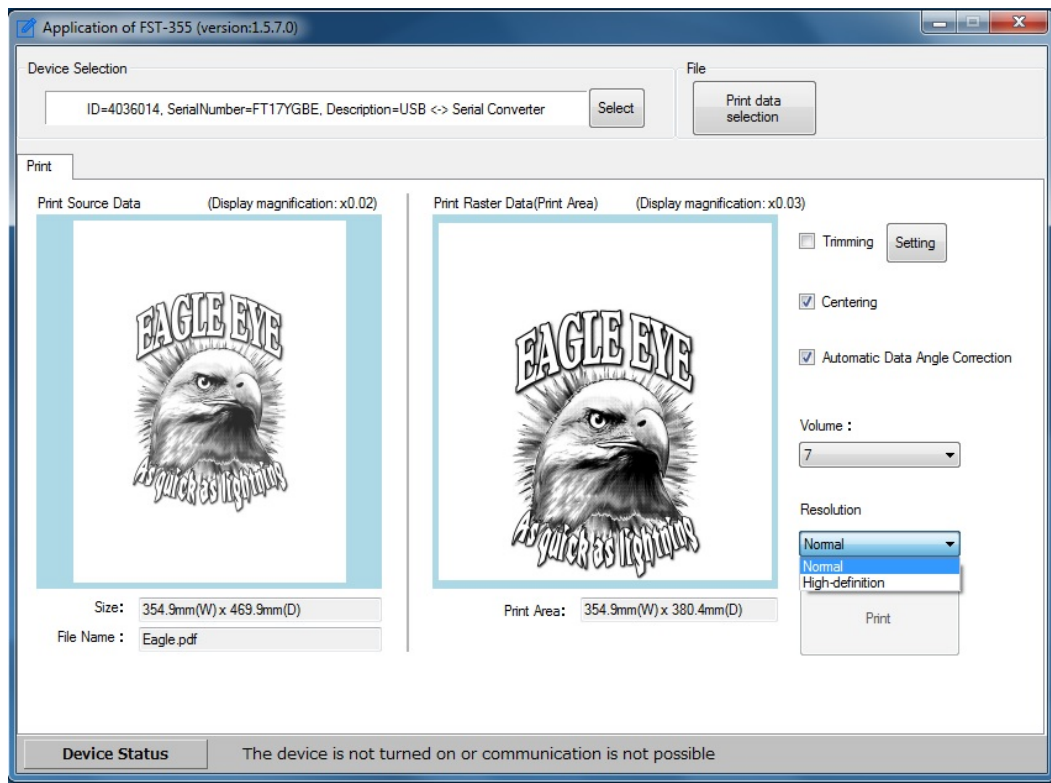 Application of FST-355 (version:1.5.7.0)
Device Selection
File
ID=4036014, SerialNumber=FT17YGBE, Description=USB <-> Serial Converter
Select
Print data
selection
Print
Print Source Data
(Display magnification: x0.02)
EAGLE EYE
As quick as lightning
Size:
354.9mm(W) x 469.9mm(D)
File Name :
Eagle.pdf
Print Raster Data(Print Area)
(Display magnification: x0.03)
EAGLE EYE
As quick as lightning
Print Area:
354.9mm(W) x 380.4mm(D)
Trimming
Setting
Centering
Automatic Data Angle Correction
Volume :
7
Resolution
Normal
Normal
High-definition
Print
Device Status
The device is not turned on or communication is not possible